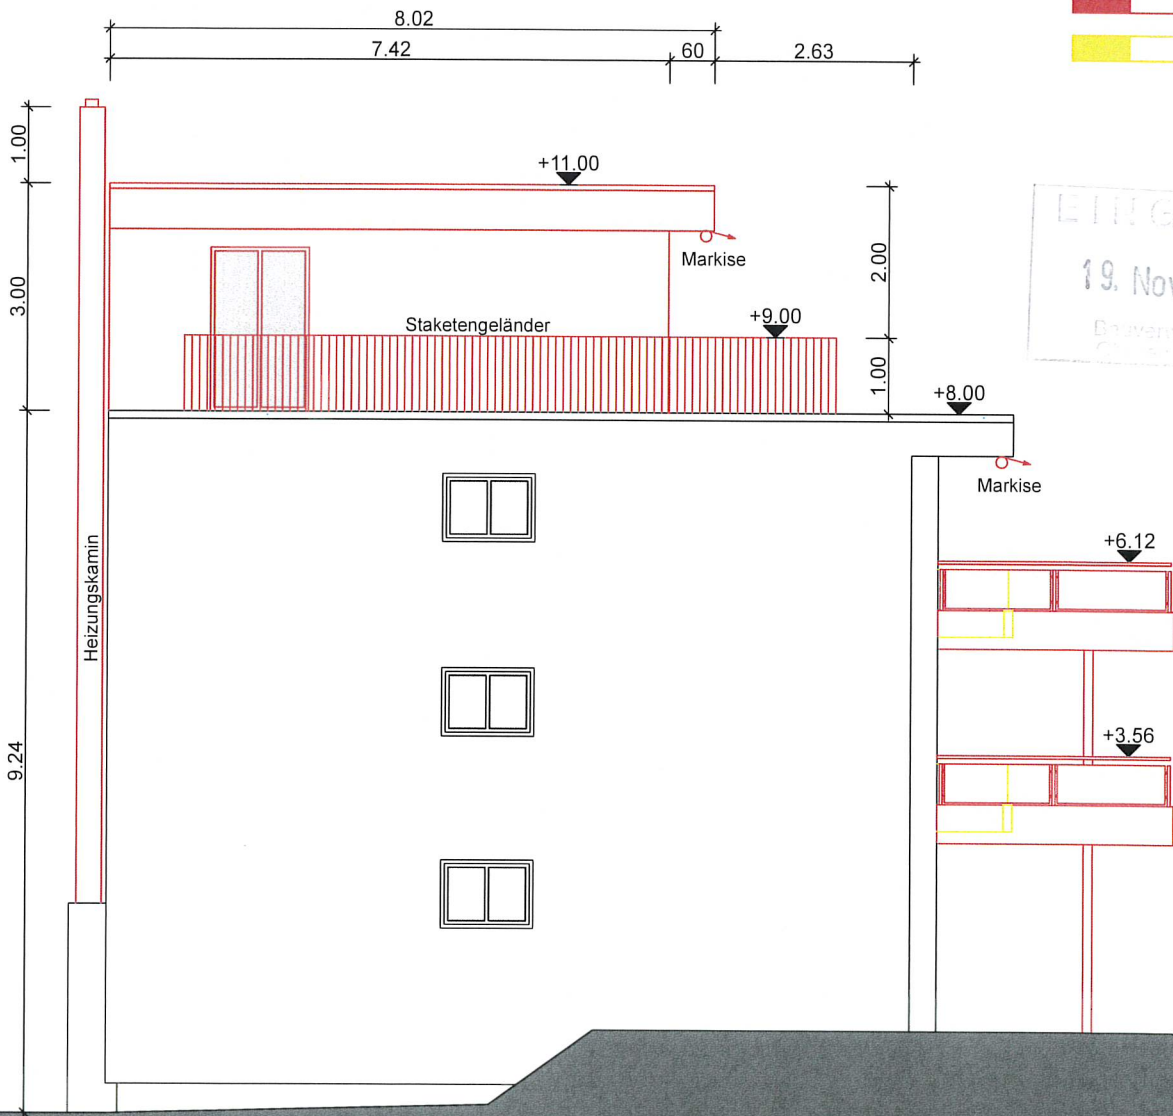 8.02
7.42
60
2.63
1.00
+11.00
EING
19. Nov
Markise
2.00
3.00
Staketengeländer
+9.00
1.00
+8.00
Markise
Heizungskamin
+6.12
+3.56
9.24